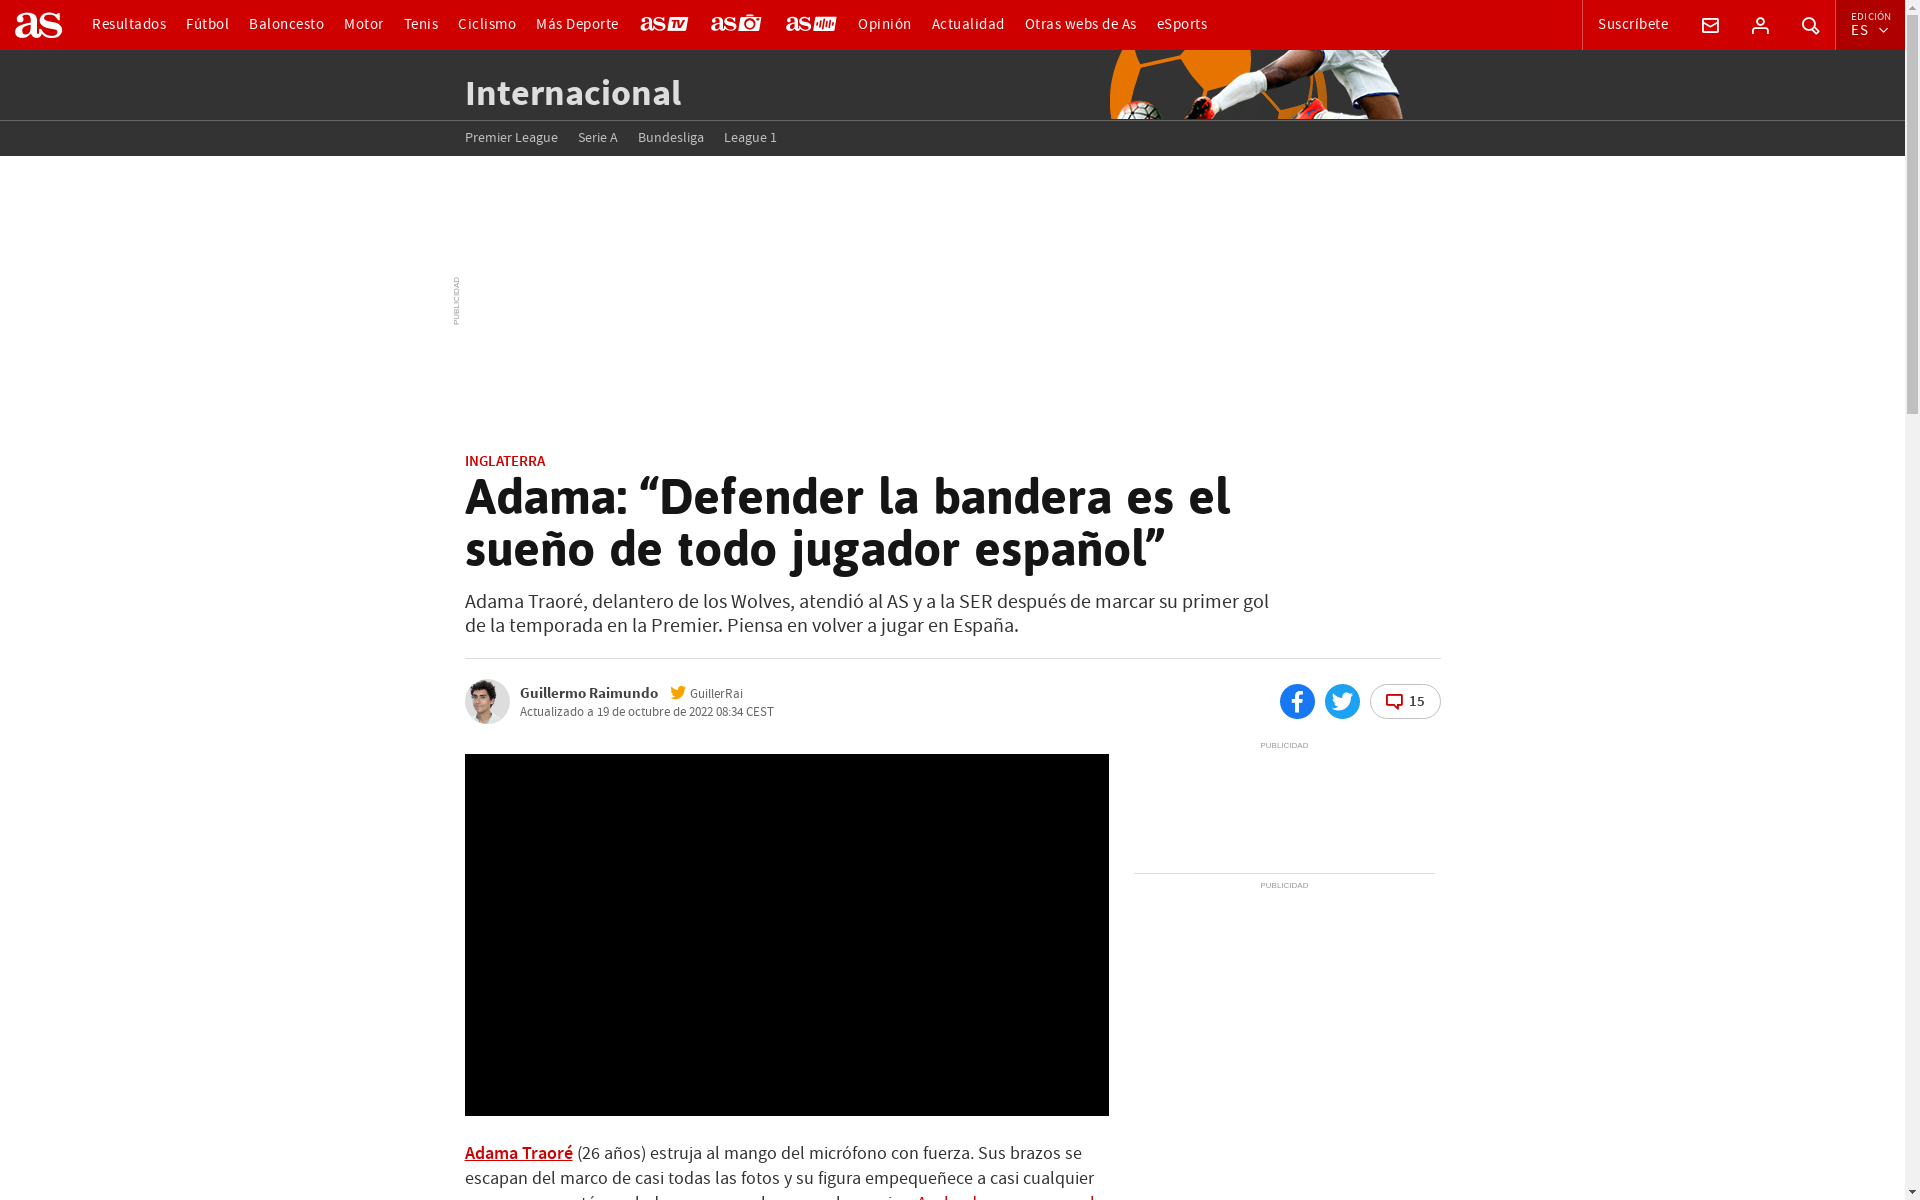 as Resultados Fútbol Baloncesto Motor Tenis Ciclismo Más Deporte as TV as as Opinión Actualidad Otras webs de As eSports Suscríbete EDICIÓN ES
Internacional
Premier League Serie A Bundesliga League 1
PUBLICIDAD
INGLATERRA
Adama: “Defender la bandera es el
sueño de todo jugador español”
Adama Traoré, delantero de los Wolves, atendió al AS y a la SER después de marcar su primer gol
de la temporada en la Premier. Piensa en volver a jugar en España.
Guillermo Raimundo GuillerRai
Actualizado a 19 de octubre de 2022 08:34 CEST
15
PUBLICIDAD
PUBLICIDAD
Adama Traoré (26 años) estruja al mango del micrófono con fuerza. Sus brazos se
escapan del marco de casi todas las fotos y su figura empequeñece a casi cualquier